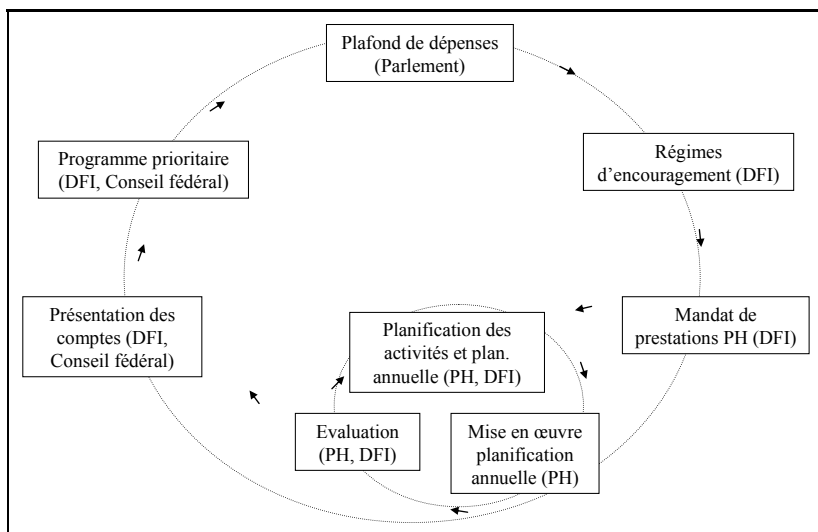 Plafond de dépenses
(Parlement)
Programme prioritaire
(DFI, Conseil fédéral)
Régimes
d'encouragement (DFI)
Présentation des
comptes (DFI,
Conseil fédéral)
Planification des
activités et plan.
annuelle (PH, DFI)
Mandat de
prestations PH (DFI)
Evaluation
(PH, DFI)
Mise en œuvre
planification
annuelle (PH)